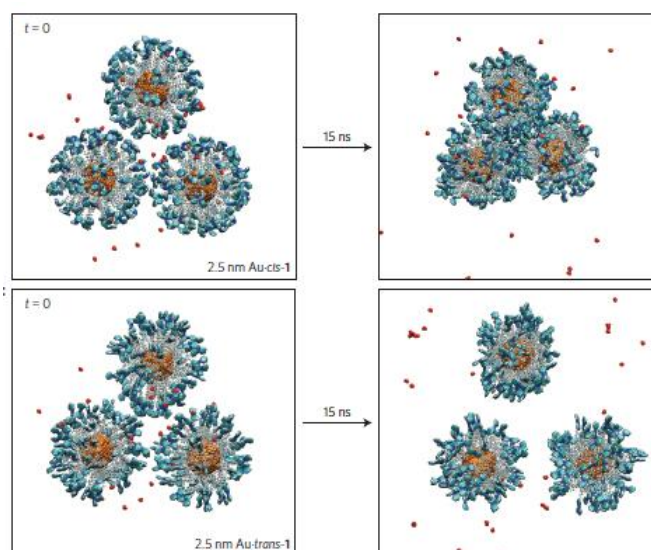 t = 0
15 ns
2.5 nm Au-cis-1
t = 0
15 ns
2.5 nm Au-trans-1